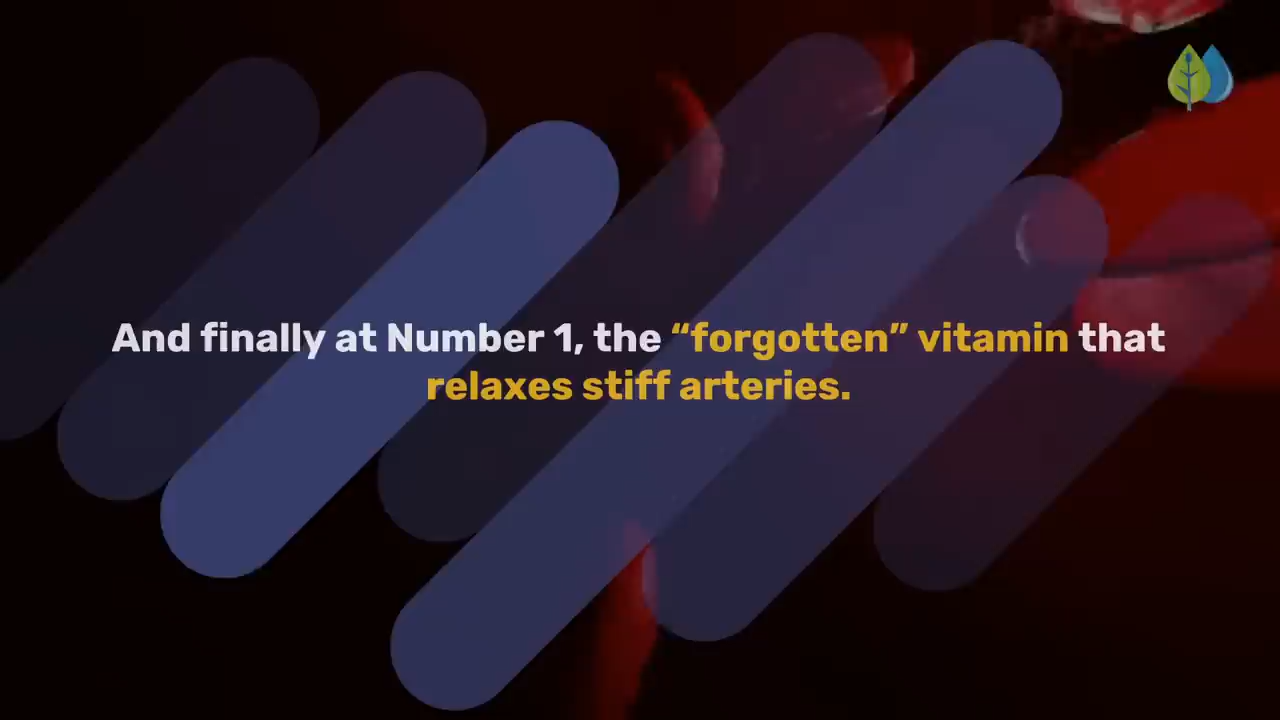 And finally at Number 1, the “forgotten” vitamin that
relaxes stiff arteries.